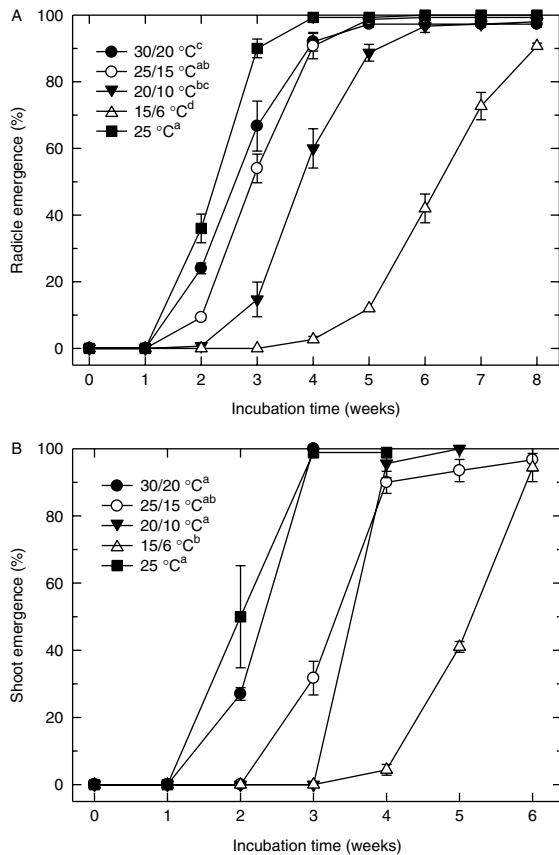 A
100
80
60
40
20
0
Radicle emergence (%)
30/20 °Cᶜ
25/15 °Cᵃᵇ
20/10 °Cᵇᶜ
15/6 °Cᵈ
25 °Cᵃ
0 1 2 3 4 5 6 7 8
Incubation time (weeks)
B
100
80
60
40
20
0
Shoot emergence (%)
30/20 °Cᵃ
25/15 °Cᵃᵇ
20/10 °Cᵃ
15/6 °Cᵇ
25 °Cᵃ
0 1 2 3 4 5 6
Incubation time (weeks)